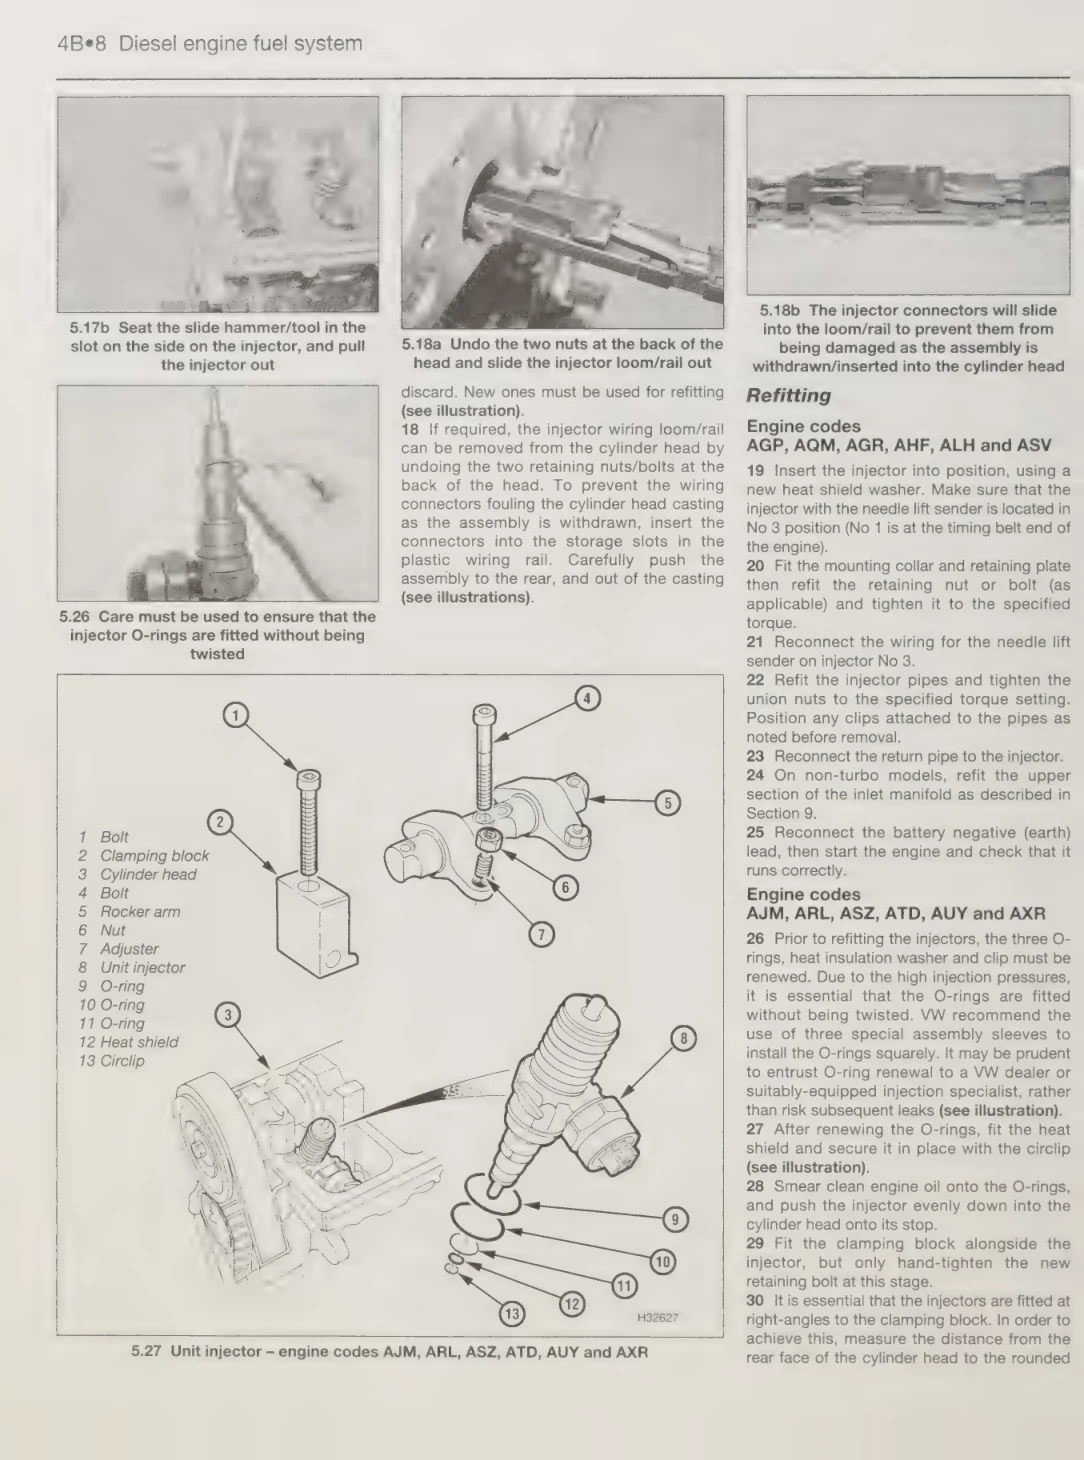 4B•8 Diesel engine fuel system
5.17b Seat the slide hammer/tool in the
slot on the side on the injector, and pull
the injector out
5.18a Undo the two nuts at the back of the
head and slide the injector loom/rail out
5.18b The injector connectors will slide
into the loom/rail to prevent them from
being damaged as the assembly is
withdrawn/inserted into the cylinder head
5.26 Care must be used to ensure that the
injector O-rings are fitted without being
twisted
discard. New ones must be used for refitting
(see illustration).
18 If required, the injector wiring loom/rail
can be removed from the cylinder head by
undoing the two retaining nuts/bolts at the
back of the head. To prevent the wiring
connectors fouling the cylinder head casting
as the assembly is withdrawn, insert the
connectors into the storage slots in the
plastic wiring rail. Carefully push the
assembly to the rear, and out of the casting
(see illustrations).
1 Bolt
2 Clamping block
3 Cylinder head
4 Bolt
5 Rocker arm
6 Nut
7 Adjuster
8 Unit injector
9 O-ring
10 O-ring
11 O-ring
12 Heat shield
13 Circlip
1
2
3
4
5
6
7
8
9
10
11
12
13
H32627
5.27 Unit injector – engine codes AJM, ARL, ASZ, ATD, AUY and AXR
Refitting
Engine codes
AGP, AQM, AGR, AHF, ALH and ASV
19 Insert the injector into position, using a
new heat shield washer. Make sure that the
injector with the needle lift sender is located in
No 3 position (No 1 is at the timing belt end of
the engine).
20 Fit the mounting collar and retaining plate
then refit the retaining nut or bolt (as
applicable) and tighten it to the specified
torque.
21 Reconnect the wiring for the needle lift
sender on injector No 3.
22 Refit the injector pipes and tighten the
union nuts to the specified torque setting.
Position any clips attached to the pipes as
noted before removal.
23 Reconnect the return pipe to the injector.
24 On non-turbo models, refit the upper
section of the inlet manifold as described in
Section 9.
25 Reconnect the battery negative (earth)
lead, then start the engine and check that it
runs correctly.
Engine codes
AJM, ARL, ASZ, ATD, AUY and AXR
26 Prior to refitting the injectors, the three O-
rings, heat insulation washer and clip must be
renewed. Due to the high injection pressures,
it is essential that the O-rings are fitted
without being twisted. VW recommend the
use of three special assembly sleeves to
install the O-rings squarely. It may be prudent
to entrust O-ring renewal to a VW dealer or
suitably-equipped injection specialist, rather
than risk subsequent leaks (see illustration).
27 After renewing the O-rings, fit the heat
shield and secure it in place with the circlip
(see illustration).
28 Smear clean engine oil onto the O-rings,
and push the injector evenly down into the
cylinder head onto its stop.
29 Fit the clamping block alongside the
injector, but only hand-tighten the new
retaining bolt at this stage.
30 It is essential that the injectors are fitted at
right-angles to the clamping block. In order to
achieve this, measure the distance from the
rear face of the cylinder head to the rounded